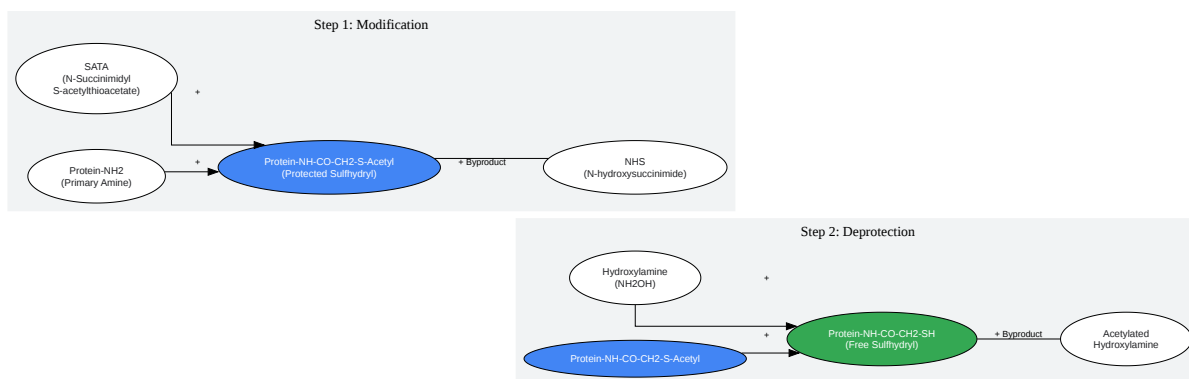 Step 1: Modification
SATA
(N-Succinimidyl
S-acetylthioacetate)
+
Protein-NH2
(Primary Amine)
+
Protein-NH-CO-CH2-S-Acetyl
(Protected Sulfhydryl)
+ Byproduct
NHS
(N-hydroxysuccinimide)
Step 2: Deprotection
Hydroxylamine
(NH2OH)
+
Protein-NH-CO-CH2-S-Acetyl
+
Protein-NH-CO-CH2-SH
(Free Sulfhydryl)
+ Byproduct
Acetylated
Hydroxylamine